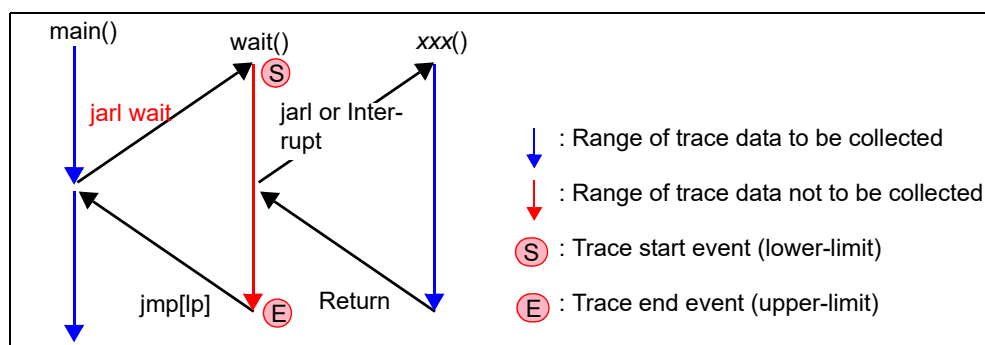 main()
wait()
xxx()
S
jarl wait
jarl or Inter-
rupt
jmp[lp]
E
Return
: Range of trace data to be collected
: Range of trace data not to be collected
S : Trace start event (lower-limit)
E : Trace end event (upper-limit)